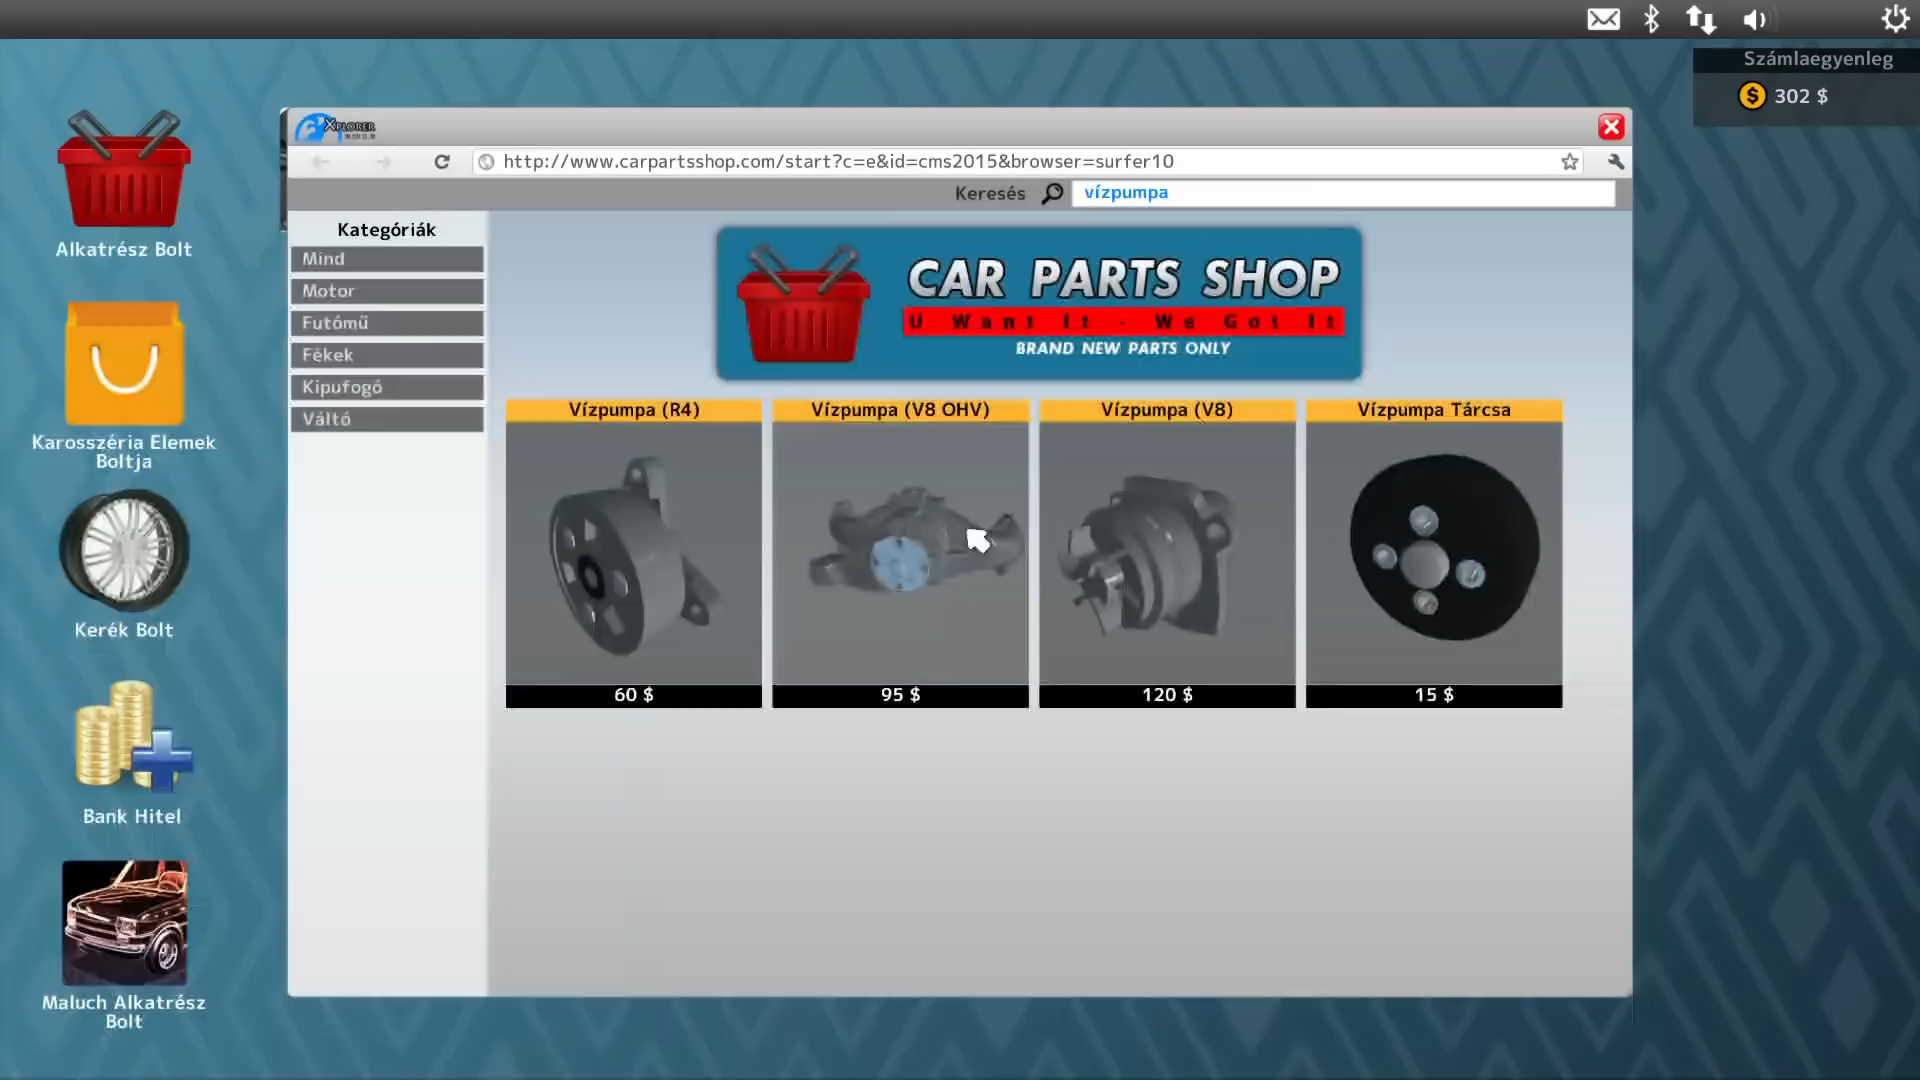 Számlaegyenleg
302 $
Alkatrész Bolt
Karosszéria Elemek
Boltja
Kerék Bolt
Bank Hitel
Maluch Alkatrész
Bolt
XPLORER
http://www.carpartsshop.com/start?c=e&id=cms2015&browser=surfer10
Keresés
vízpumpa
Kategóriák
Mind
Motor
Futómű
Fékek
Kipufogó
Váltó
CAR PARTS SHOP
U Want It - We Got It
BRAND NEW PARTS ONLY
Vízpumpa (R4)
Vízpumpa (V8 OHV)
Vízpumpa (V8)
Vízpumpa Tárcsa
60 $
95 $
120 $
15 $